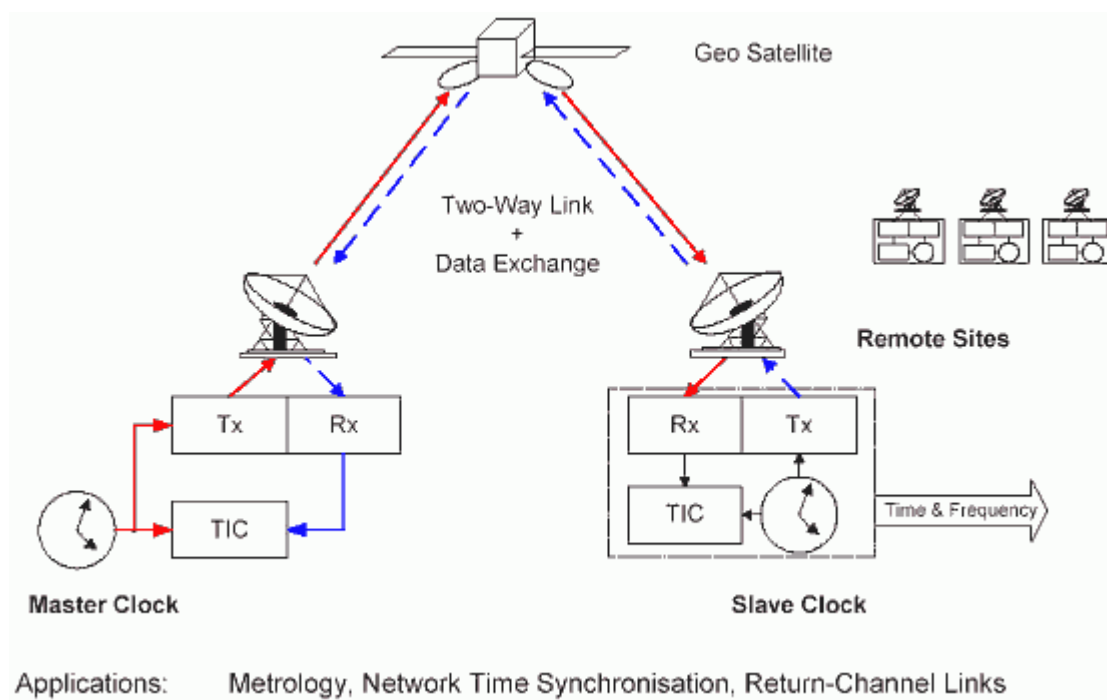 Geo Satellite
Two-Way Link
+
Data Exchange
Remote Sites
Tx Rx
Rx Tx
TIC
TIC
Time & Frequency
Master Clock
Slave Clock
Applications: Metrology, Network Time Synchronisation, Return-Channel Links